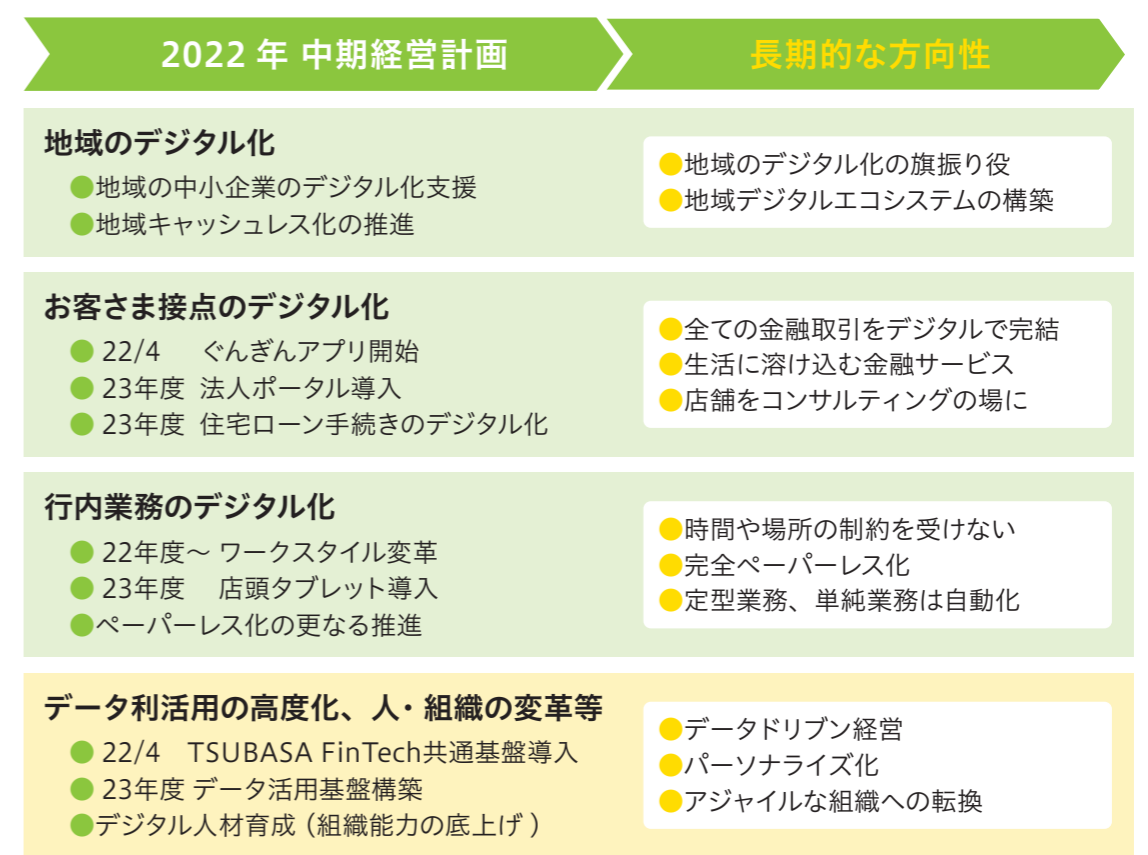 2022 年 中期経営計画
長期的な方向性
地域のデジタル化
●地域の中小企業のデジタル化支援
●地域キャッシュレス化の推進
●地域のデジタル化の旗振り役
●地域デジタルエコシステムの構築
お客さま接点のデジタル化
● 22/4 ぐんぎんアプリ開始
● 23年度 法人ポータル導入
● 23年度 住宅ローン手続きのデジタル化
●全ての金融取引をデジタルで完結
●生活に溶け込む金融サービス
●店舗をコンサルティングの場に
行内業務のデジタル化
● 22年度～ ワークスタイル変革
● 23年度 店頭タブレット導入
●ペーパーレス化の更なる推進
●時間や場所の制約を受けない
●完全ペーパーレス化
●定型業務、単純業務は自動化
データ利活用の高度化、人・組織の変革等
● 22/4 TSUBASA FinTech共通基盤導入
● 23年度 データ活用基盤構築
●デジタル人材育成（組織能力の底上げ）
●データドリブン経営
●パーソナライズ化
●アジャイルな組織への転換